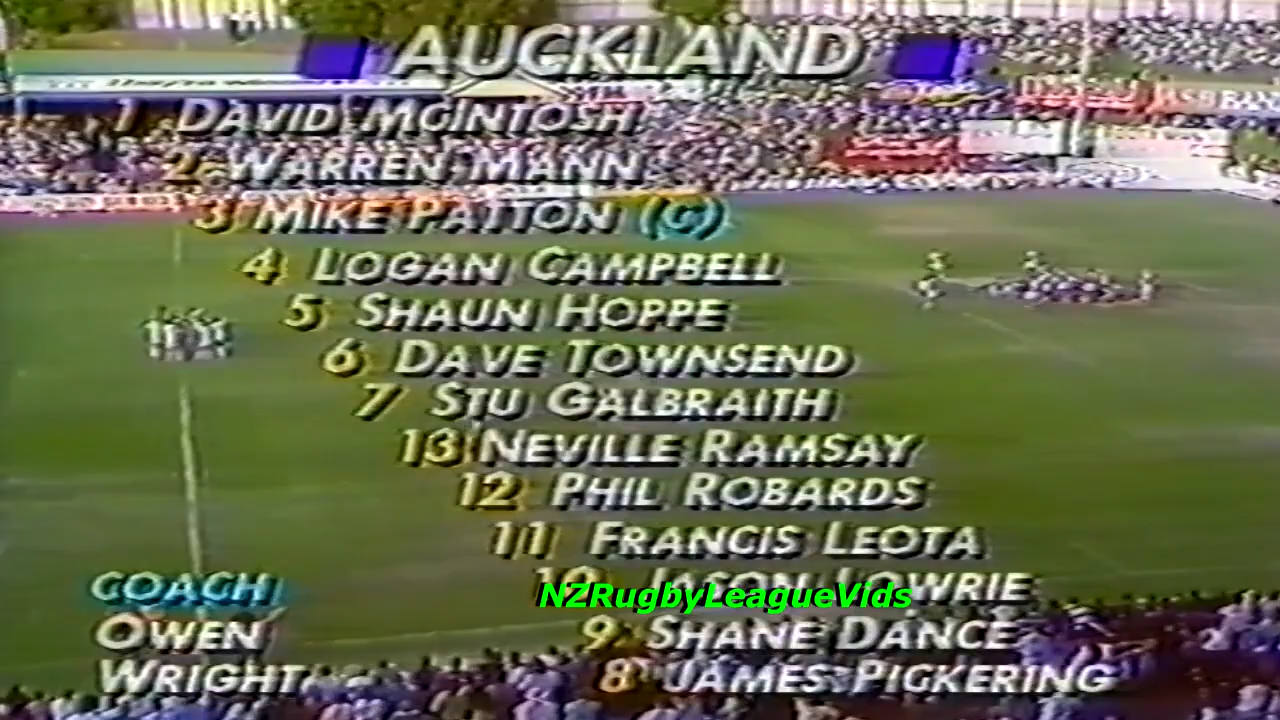 AUCKLAND
1 DAVID MCINTOSH
2 WARREN MANN
3 MIKE PATTON (C)
4 LOGAN CAMPBELL
5 SHAUN HOPPE
6 DAVE TOWNSEND
7 STU GALBRAITH
13 NEVILLE RAMSAY
12 PHIL ROBARDS
11 FRANCIS LEOTA
10 JASON LOWRIE
9 SHANE DANCE
8 JAMES PICKERING
COACH
OWEN
WRIGHT
NZRugbyLeagueVids
BANK